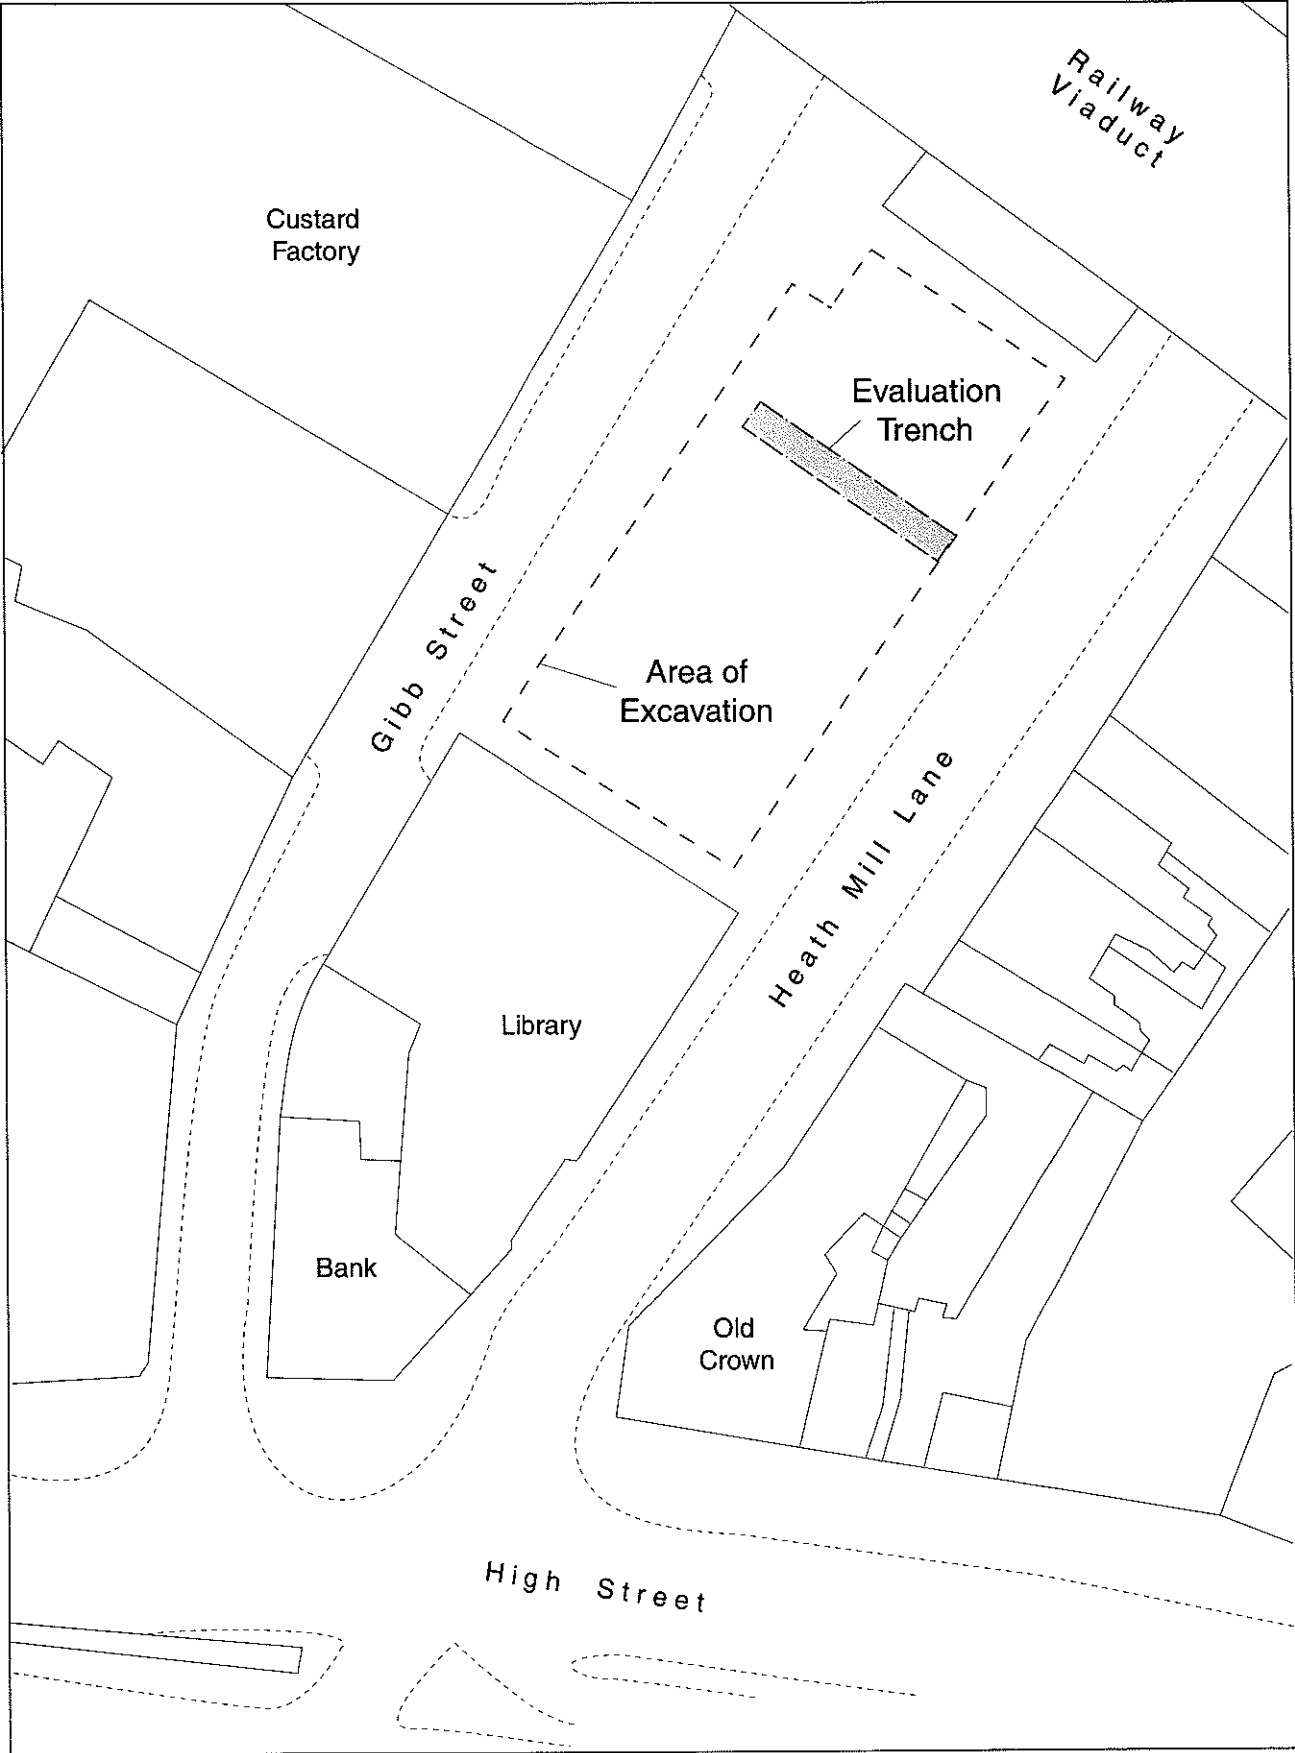 Railway
Viaduct
Custard
Factory
Evaluation
Trench
Gibb Street
Area of
Excavation
Heath Mill Lane
Library
Bank
Old
Crown
High Street